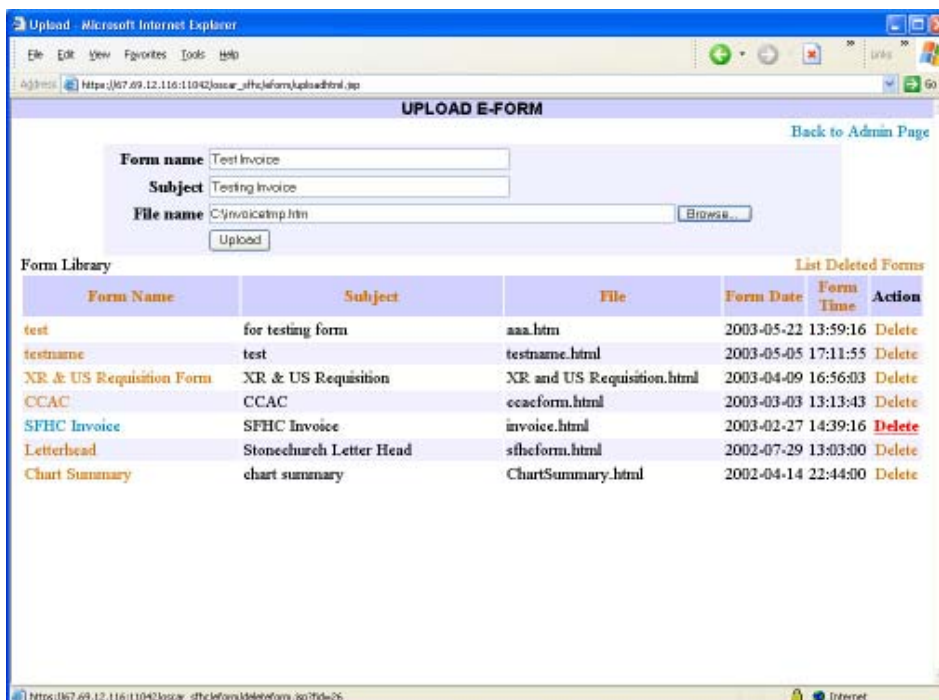 Upload - Microsoft Internet Explorer
File Edit View Favorites Tools Help
Links
Address https://67.69.12.116:11042/oscar_sfhc/eform/uploadhtml.jsp Go
UPLOAD E-FORM
Back to Admin Page
Form name Test Invoice
Subject Testing Invoice
File name C:\invoicetmp.htm Browse...
Upload
Form Library List Deleted Forms
Form Name Subject File Form Date Form Time Action
test for testing form aaa.htm 2003-05-22 13:59:16 Delete
testname test testname.html 2003-05-05 17:11:55 Delete
XR & US Requisition Form XR & US Requisition XR and US Requisition.html 2003-04-09 16:56:03 Delete
CCAC CCAC ccacform.html 2003-03-03 13:13:43 Delete
SFHC Invoice SFHC Invoice invoice.html 2003-02-27 14:39:16 Delete
Letterhead Stonechurch Letter Head sfhcform.html 2002-07-29 13:03:00 Delete
Chart Summary chart summary ChartSummary.html 2002-04-14 22:44:00 Delete
https://67.69.12.116:11042/oscar_sfhc/eform/deleteform.jsp?fid=26 Internet